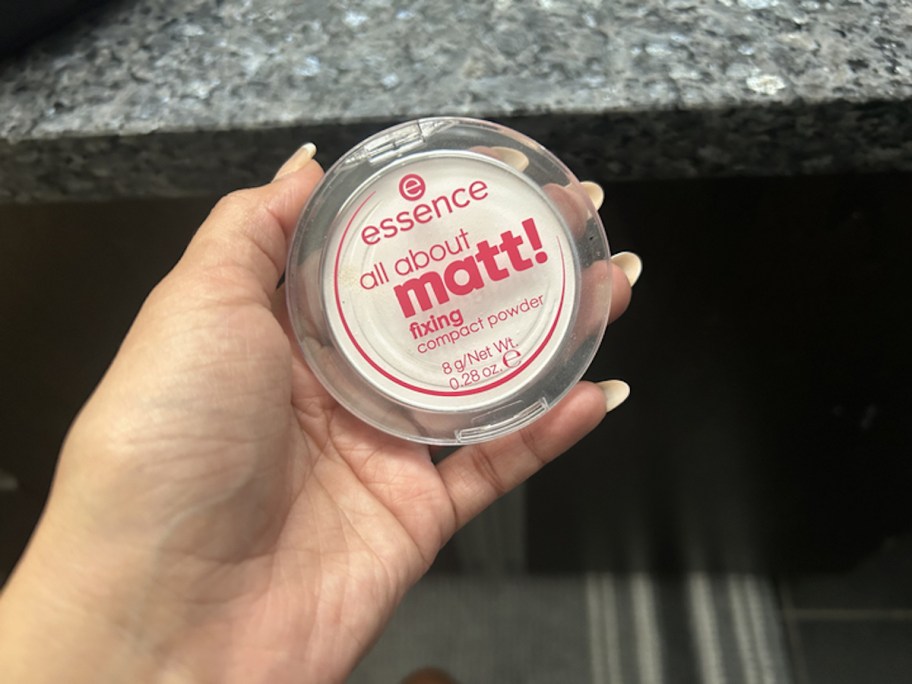 e
essence
all about
matt!
fixing
compact powder
8 g/Net Wt.
0.28 oz. ℮